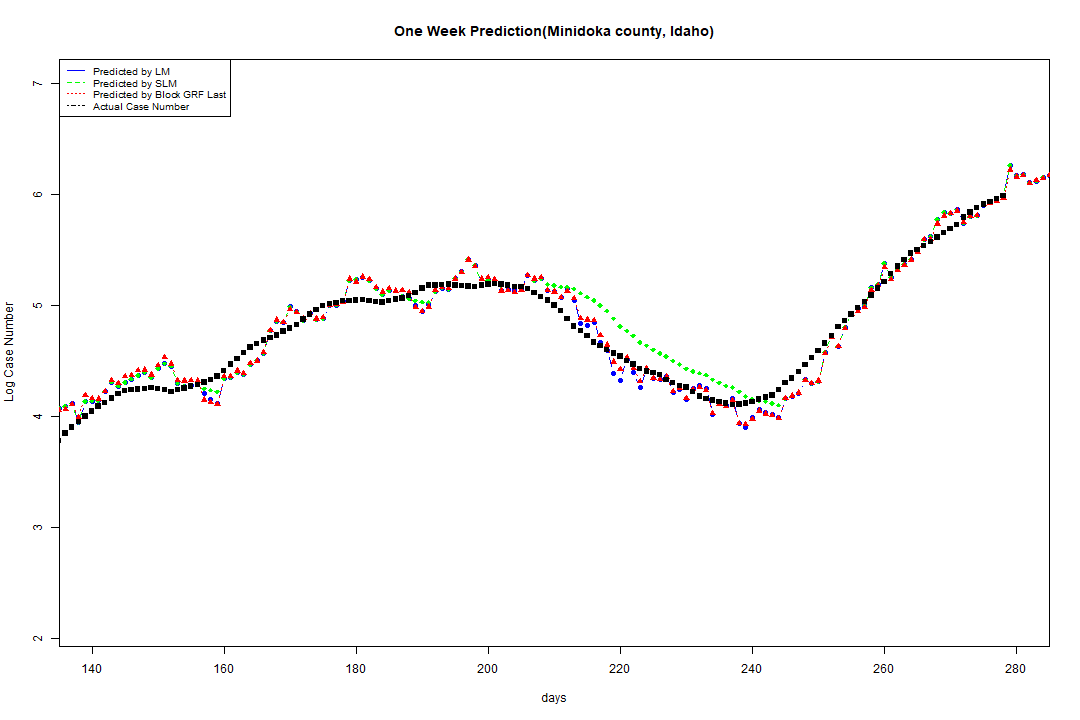 One Week Prediction(Minidoka county, Idaho)
Predicted by LM
Predicted by SLM
Predicted by Block GRF Last
Actual Case Number
7
6
5
4
3
2
Log Case Number
140 160 180 200 220 240 260 280
days